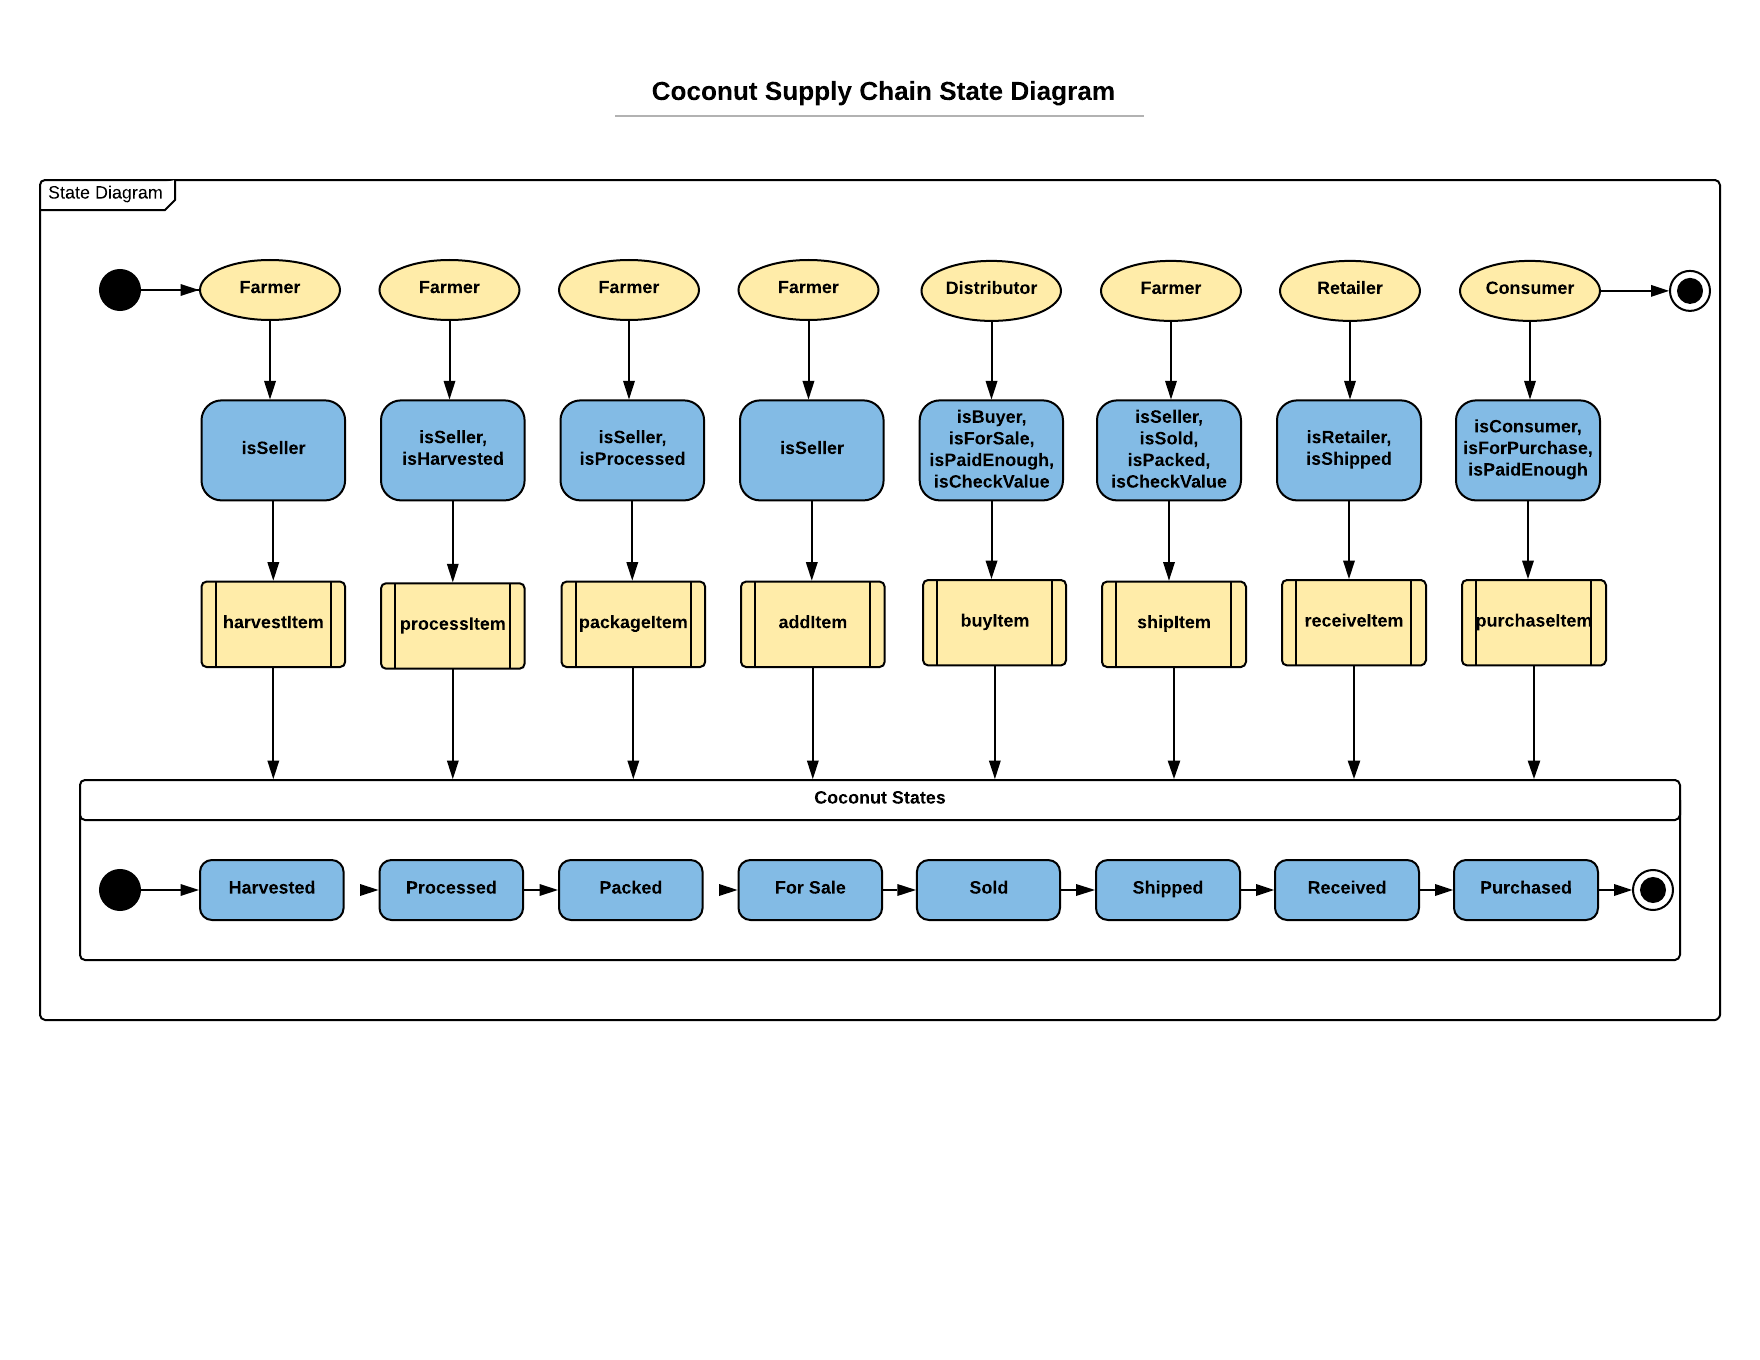 Coconut Supply Chain State Diagram
State Diagram
Farmer
Farmer
Farmer
Farmer
Distributor
Farmer
Retailer
Consumer
isSeller
isSeller,
isHarvested
isSeller,
isProcessed
isSeller
isBuyer,
isForSale,
isPaidEnough,
isCheckValue
isSeller,
isSold,
isPacked,
isCheckValue
isRetailer,
isShipped
isConsumer,
isForPurchase,
isPaidEnough
harvestItem
processItem
packageItem
addItem
buyItem
shipItem
receiveItem
purchaseItem
Coconut States
Harvested
Processed
Packed
For Sale
Sold
Shipped
Received
Purchased